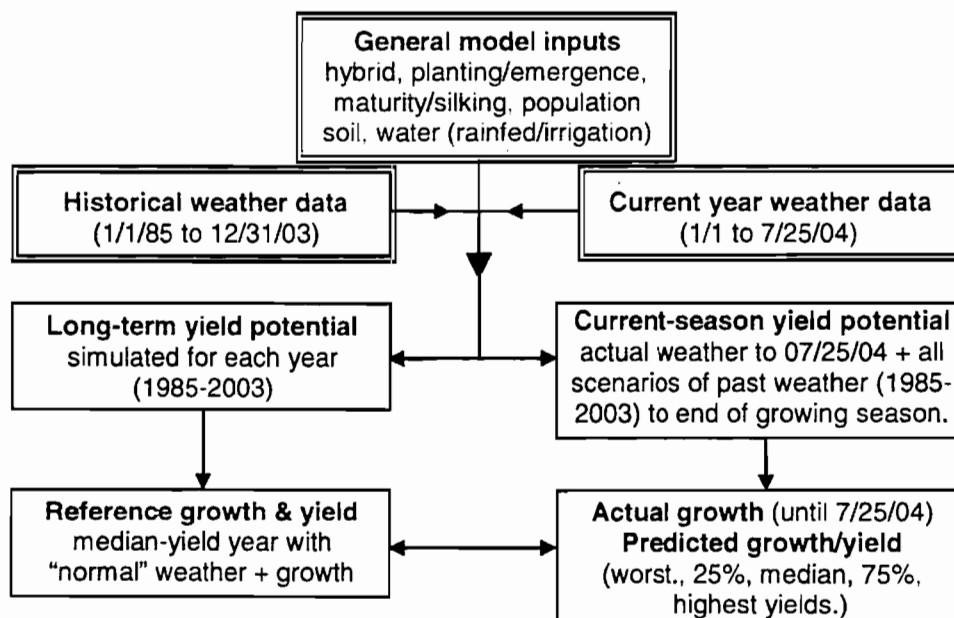 General model inputs
hybrid, planting/emergence,
maturity/silking, population
soil, water (rainfed/irrigation)
Historical weather data
(1/1/85 to 12/31/03)
Current year weather data
(1/1 to 7/25/04)
Long-term yield potential
simulated for each year
(1985-2003)
Current-season yield potential
actual weather to 07/25/04 + all
scenarios of past weather (1985-
2003) to end of growing season.
Reference growth & yield
median-yield year with
“normal” weather + growth
Actual growth (until 7/25/04)
Predicted growth/yield
(worst., 25%, median, 75%,
highest yields.)